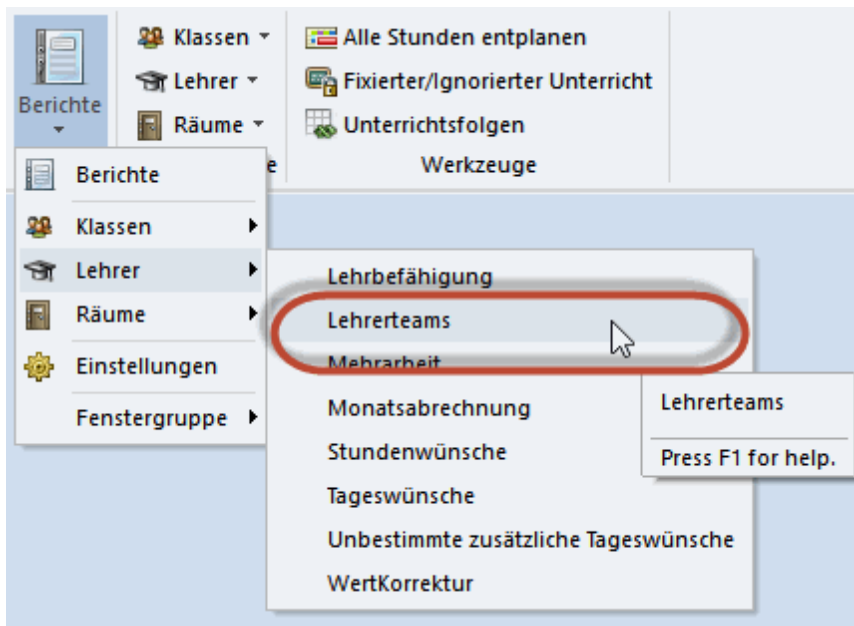 Berichte
Klassen
Lehrer
Räume
e
Alle Stunden entplanen
Fixierter/Ignorierter Unterricht
Unterrichtsfolgen
Werkzeuge
Berichte
Klassen
Lehrer
Räume
Einstellungen
Fenstergruppe
Lehrbefähigung
Lehrerteams
Mehrarbeit
Monatsabrechnung
Stundenwünsche
Tageswünsche
Unbestimmte zusätzliche Tageswünsche
WertKorrektur
Lehrerteams
Press F1 for help.